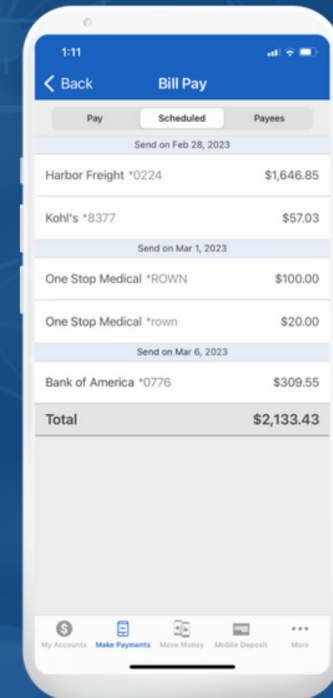 1:11
Back Bill Pay
Pay Scheduled Payees
Send on Feb 28, 2023
Harbor Freight *0224 $1,646.85
Kohl's *8377 $57.03
Send on Mar 1, 2023
One Stop Medical *ROWN $100.00
One Stop Medical *rown $20.00
Send on Mar 6, 2023
Bank of America *0776 $309.55
Total $2,133.43
My Accounts Make Payments Move Money Mobile Deposit More